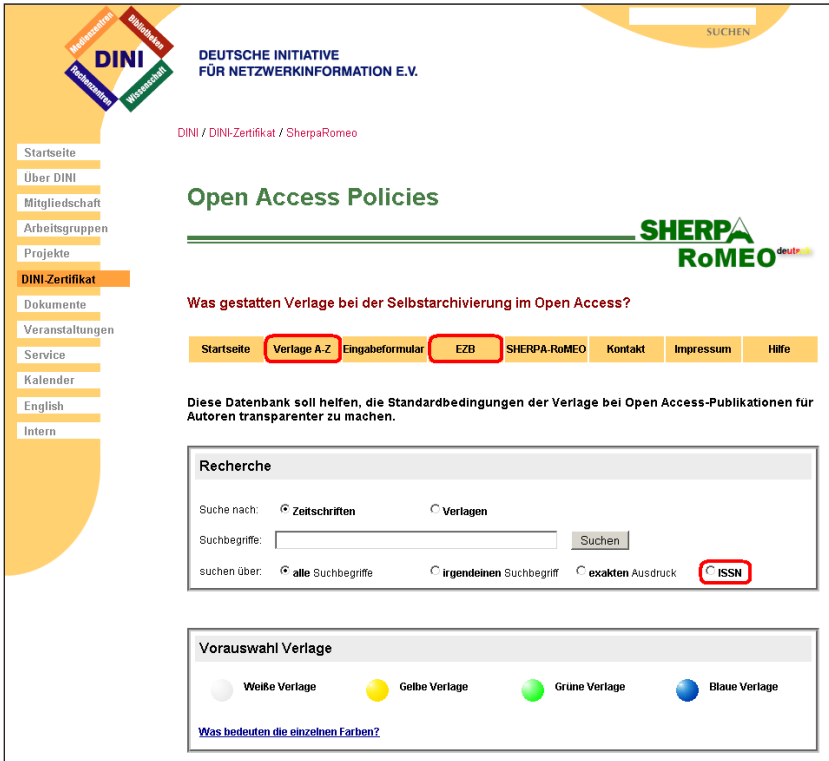 Medienzentren
Bibliotheken
DINI
Rechenzentren
Wissenschaft
DEUTSCHE INITIATIVE
FÜR NETZWERKINFORMATION E.V.
SUCHEN
DINI / DINI-Zertifikat / SherpaRomeo
Startseite
Über DINI
Mitgliedschaft
Arbeitsgruppen
Projekte
DINI-Zertifikat
Dokumente
Veranstaltungen
Service
Kalender
English
Intern
Open Access Policies
SHERPA
RoMEO
Was gestatten Verlage bei der Selbstarchivierung im Open Access?
Startseite Verlage A-Z Eingabeformular EZB SHERPA-RoMEO Kontakt Impressum Hilfe
Diese Datenbank soll helfen, die Standardbedingungen der Verlage bei Open Access-Publikationen für
Autoren transparenter zu machen.
Recherche
Suche nach: Zeitschriften Verlagen
Suchbegriffe: Suchen
suchen über: alle Suchbegriffe irgendeinen Suchbegriff exakten Ausdruck ISSN
Vorauswahl Verlage
Weiße Verlage Gelbe Verlage Grüne Verlage Blaue Verlage
Was bedeuten die einzelnen Farben?